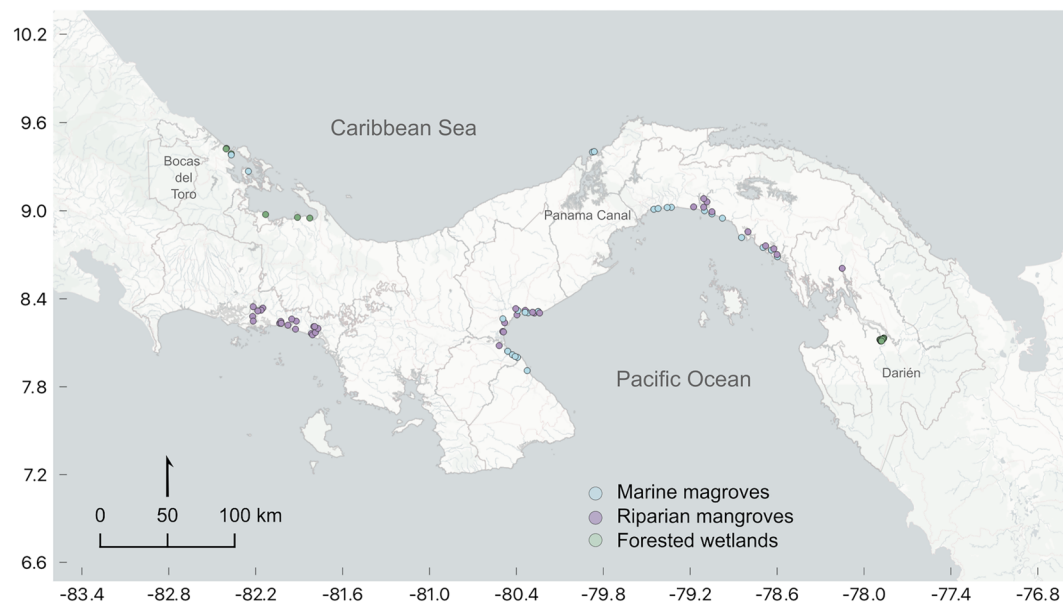 10.2
9.6
Caribbean Sea
Bocas
del
Toro
9.0
Panama Canal
8.4
7.8
Pacific Ocean
Darién
7.2
Marine magroves
0 50 100 km
Riparian mangroves
Forested wetlands
6.6
-83.4 -82.8 -82.2 -81.6 -81.0 -80.4 -79.8 -79.2 -78.6 -78.0 -77.4 -76.8